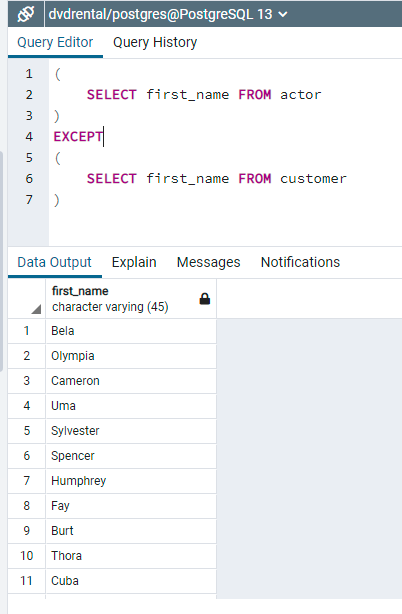 dvdrental/postgres@PostgreSQL 13
Query Editor Query History
1 (
2 SELECT first_name FROM actor
3 )
4 EXCEPT
5 (
6 SELECT first_name FROM customer
7 )
Data Output Explain Messages Notifications
first_name
character varying (45)
1 Bela
2 Olympia
3 Cameron
4 Uma
5 Sylvester
6 Spencer
7 Humphrey
8 Fay
9 Burt
10 Thora
11 Cuba